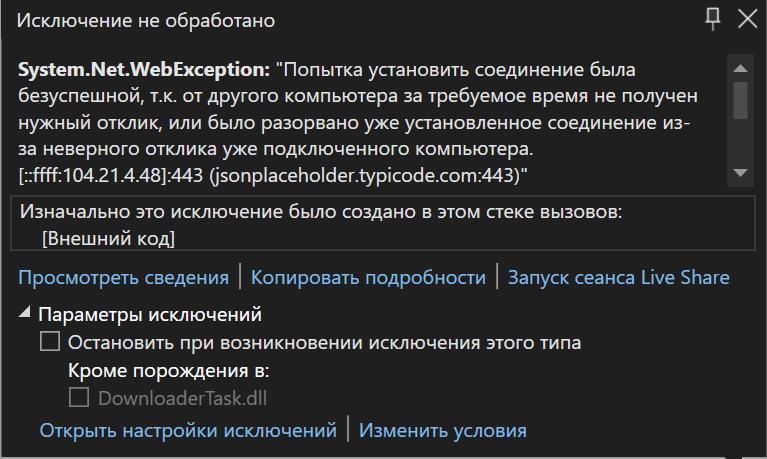 Исключение не обработано
System.Net.WebException: "Попытка установить соединение была
безуспешной, т.к. от другого компьютера за требуемое время не получен
нужный отклик, или было разорвано уже установленное соединение из-
за неверного отклика уже подключенного компьютера.
[::ffff:104.21.4.48]:443 (jsonplaceholder.typicode.com:443)"
Изначально это исключение было создано в этом стеке вызовов:
[Внешний код]
Просмотреть сведения | Копировать подробности | Запуск сеанса Live Share
Параметры исключений
Остановить при возникновении исключения этого типа
Кроме порождения в:
DownloaderTask.dll
Открыть настройки исключений | Изменить условия